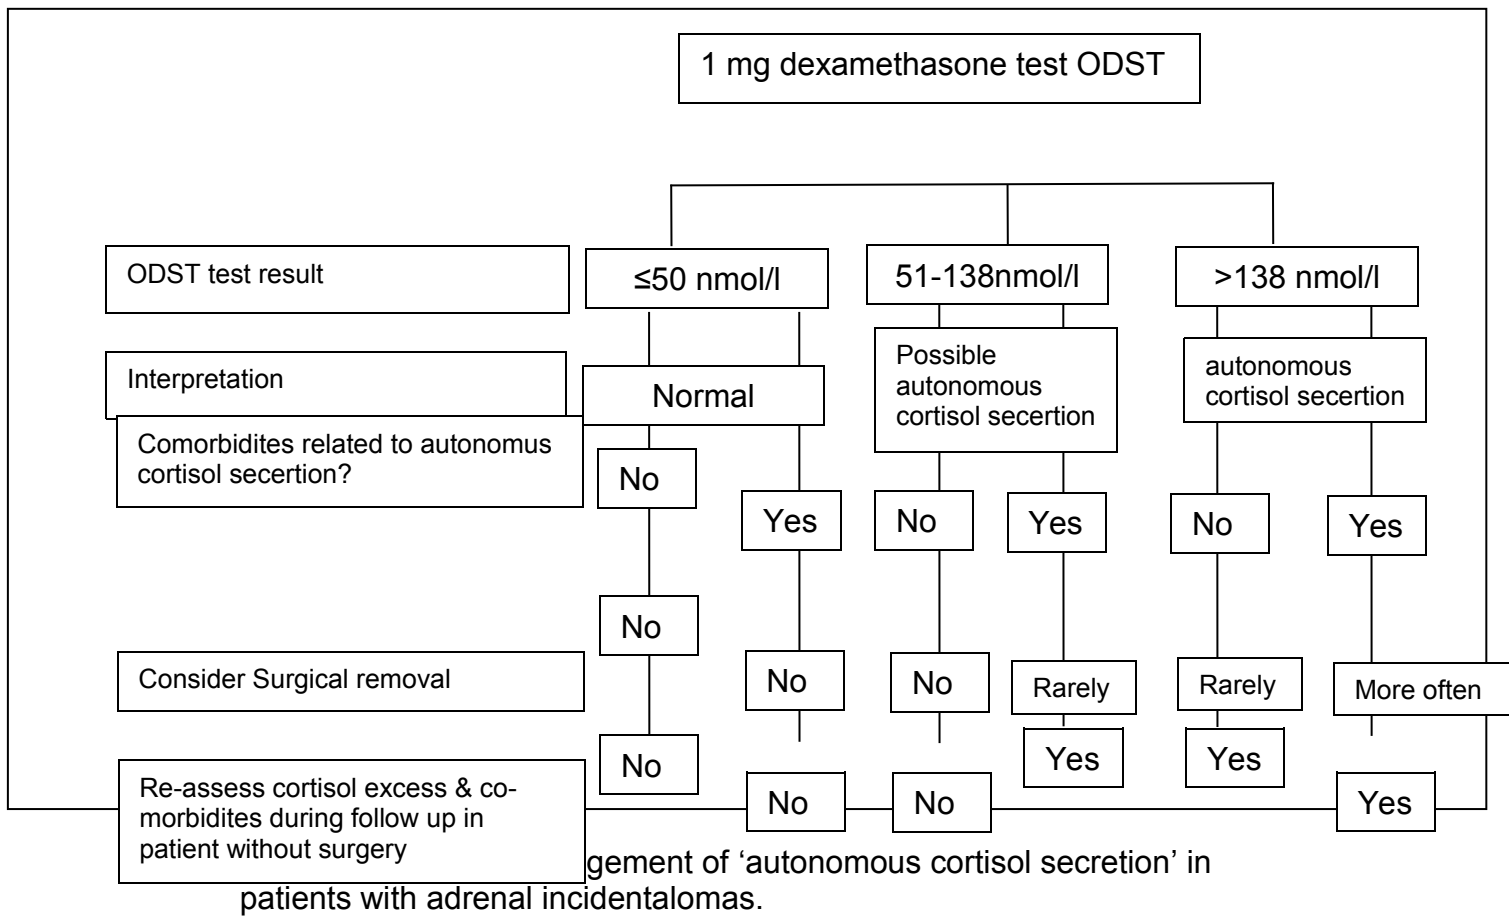 1 mg dexamethasone test ODST
ODST test result
≤50 nmol/l
51-138nmol/l
>138 nmol/l
Interpretation
Normal
Possible
autonomous
cortisol secertion
autonomous
cortisol secertion
Comorbidites related to autonomus
cortisol secertion?
No
Yes
No
Yes
No
Yes
Consider Surgical removal
No
No
No
Rarely
Rarely
More often
Re-assess cortisol excess & co-
morbidites during follow up in
patient without surgery
No
No
No
Yes
Yes
Yes
gement of ‘autonomous cortisol secretion’ in
patients with adrenal incidentalomas.